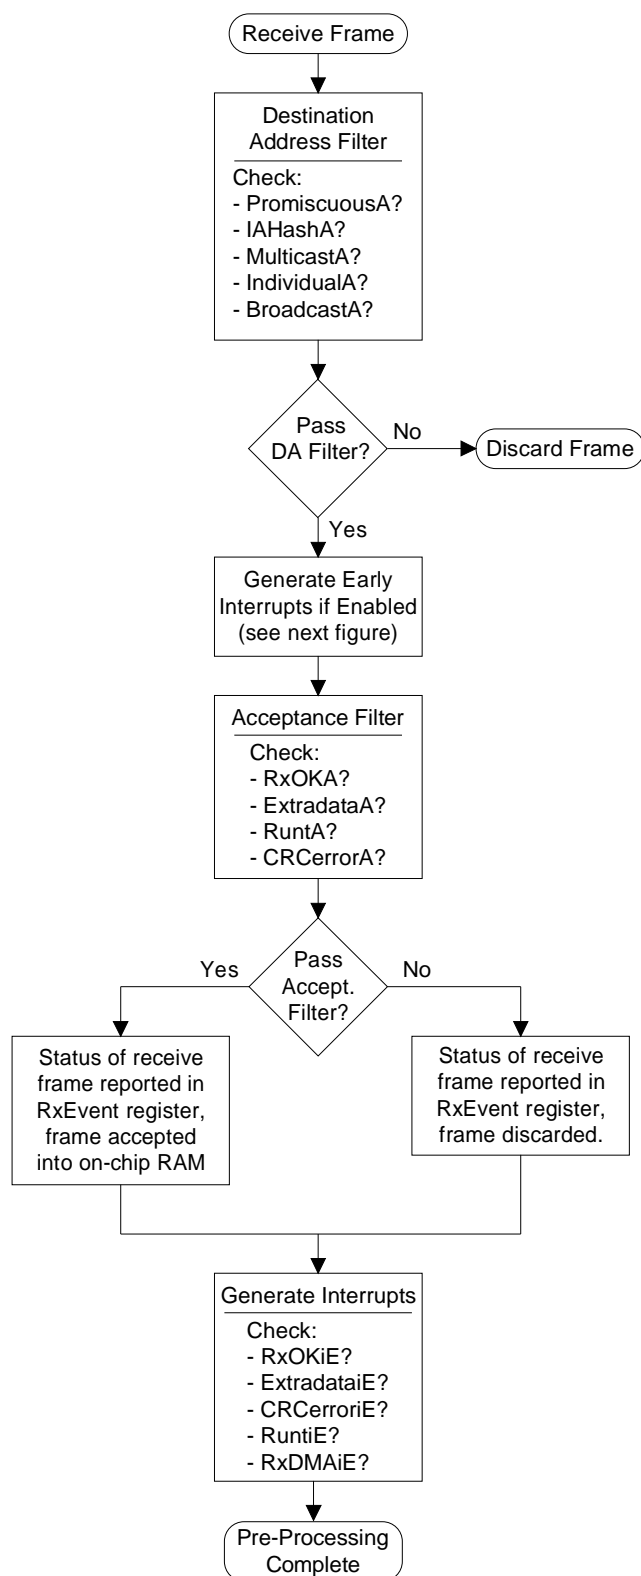 Receive Frame
Destination
Address Filter
Check:
- PromiscuousA?
- IAHashA?
- MulticastA?
- IndividualA?
- BroadcastA?
Pass
DA Filter?
No
Discard Frame
Yes
Generate Early
Interrupts if Enabled
(see next figure)
Acceptance Filter
Check:
- RxOKA?
- ExtradataA?
- RuntA?
- CRCerrorA?
Yes
Pass
Accept.
Filter?
No
Status of receive
frame reported in
RxEvent register,
frame accepted
into on-chip RAM
Status of receive
frame reported in
RxEvent register,
frame discarded.
Generate Interrupts
Check:
- RxOKiE?
- ExtradataiE?
- CRCerroriE?
- RuntiE?
- RxDMAiE?
Pre-Processing
Complete